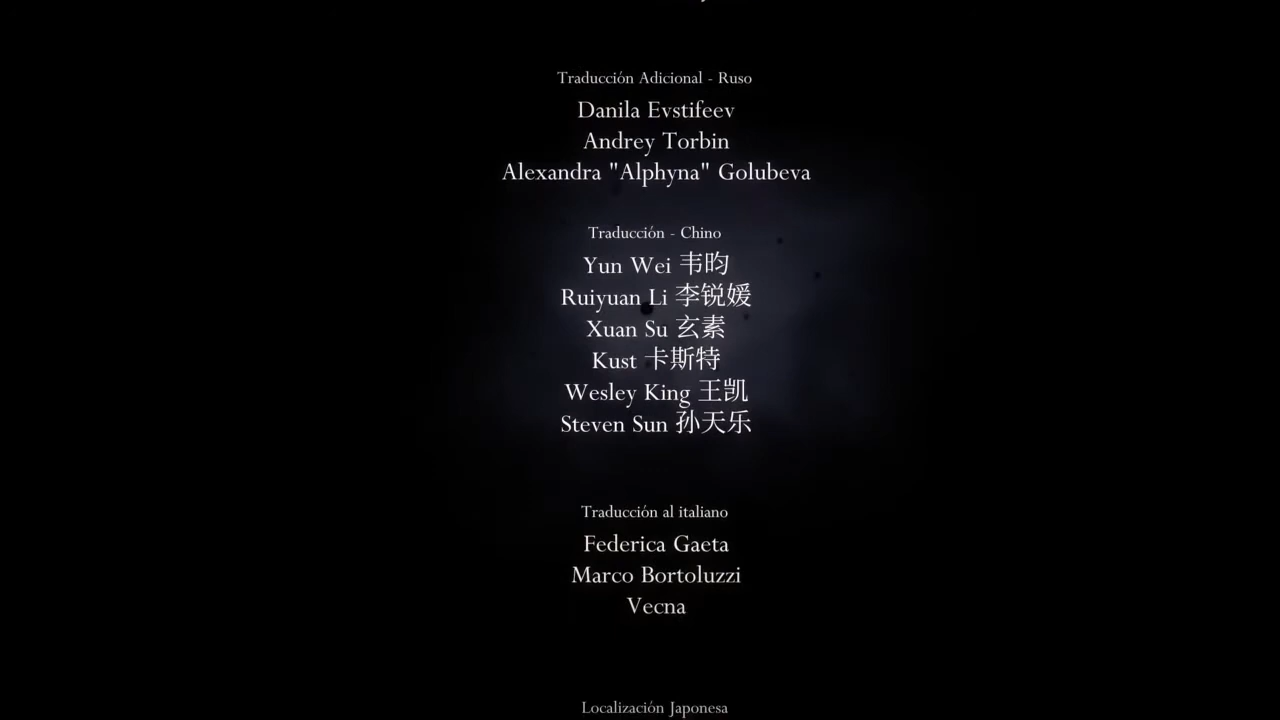 Traducción Adicional - Ruso
Danila Evstifeev
Andrey Torbin
Alexandra "Alphyna" Golubeva
Traducción - Chino
Yun Wei 韦昀
Ruiyuan Li 李锐媛
Xuan Su 玄素
Kust 卡斯特
Wesley King 王凯
Steven Sun 孙天乐
Traducción al italiano
Federica Gaeta
Marco Bortoluzzi
Vecna
Localización Japonesa